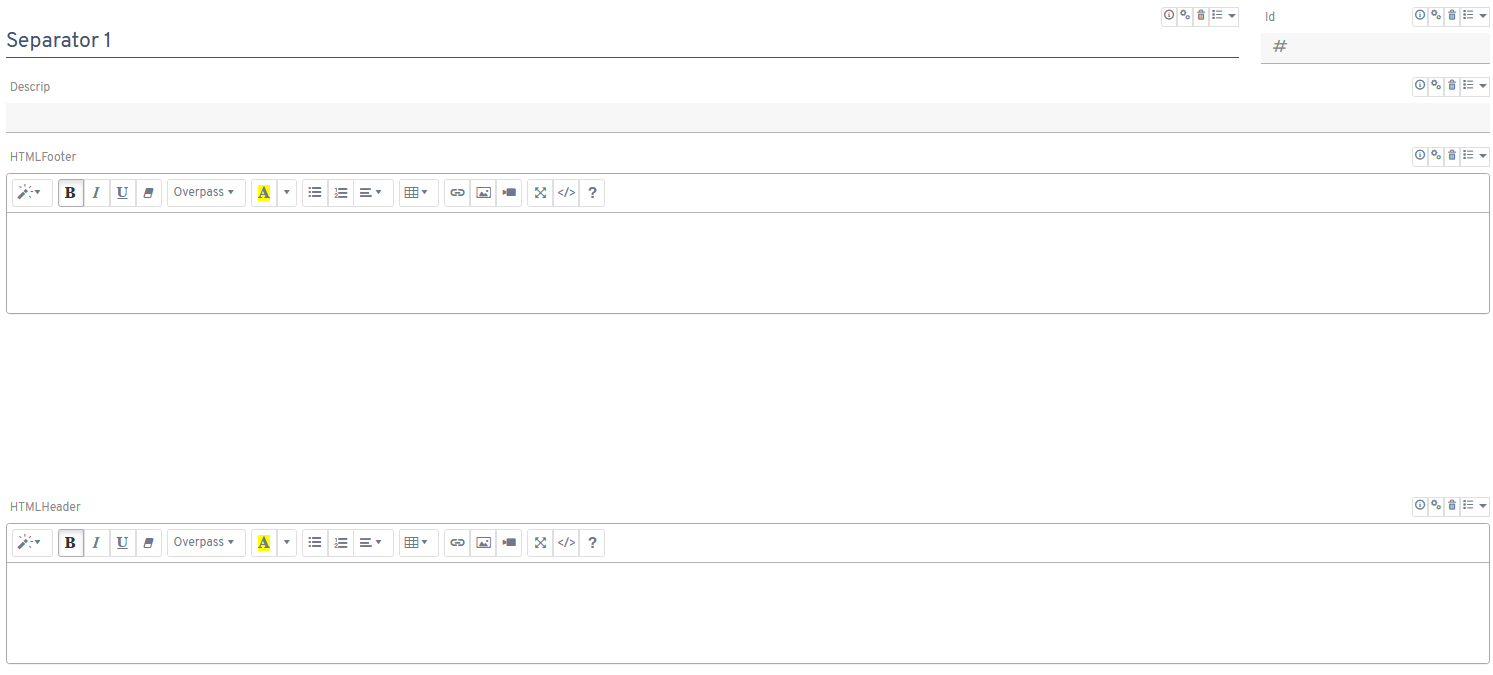 Id
Separator 1
#
Descrip
HTMLFooter
B I U Overpass A </> ?
HTMLHeader
B I U Overpass A </> ?